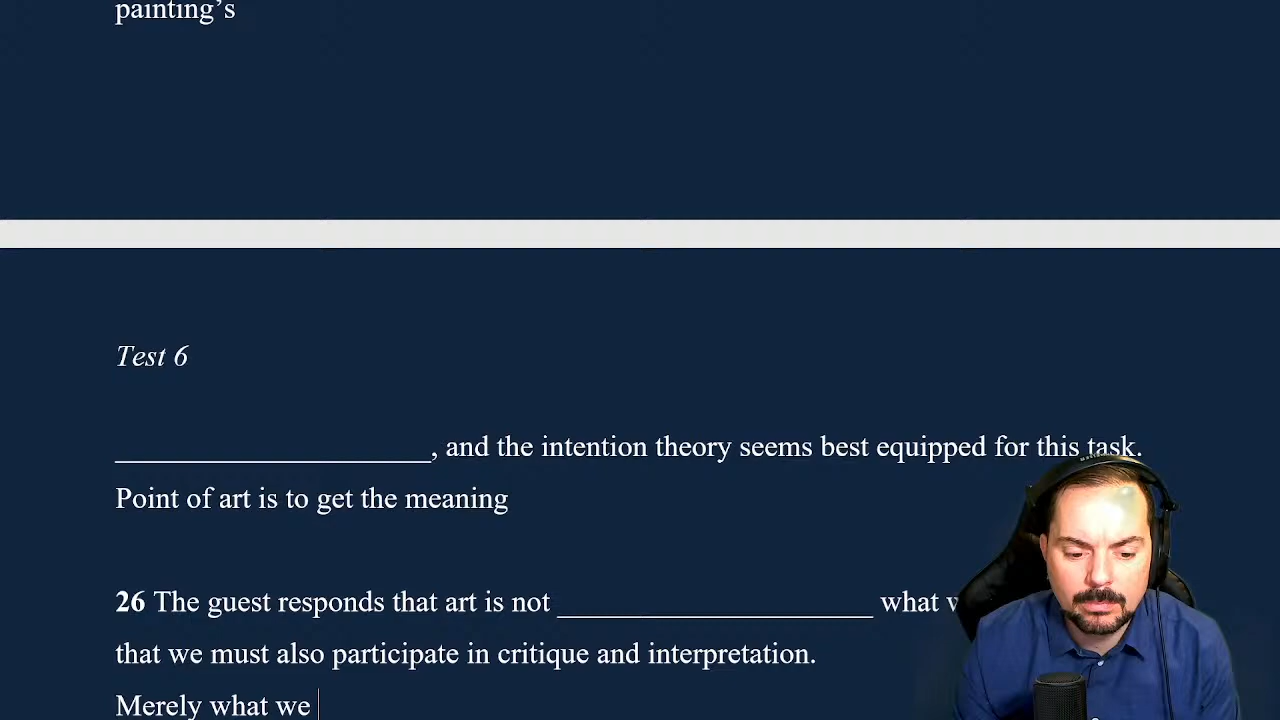 painting's
Test 6
______________________, and the intention theory seems best equipped for this task.
Point of art is to get the meaning
26 The guest responds that art is not ______________________ what
that we must also participate in critique and interpretation.
Merely what we